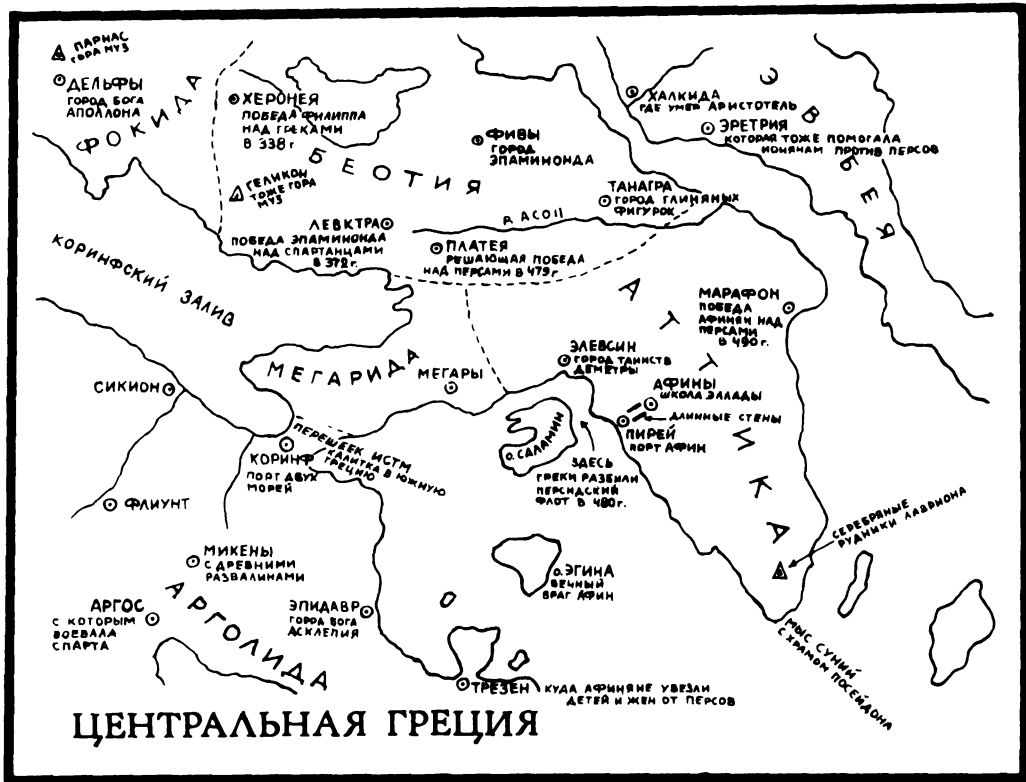 ПАРНАС
ГОРА МУЗ
ДЕЛЬФЫ
ГОРОД БОГА
АПОЛЛОНА
ФОКИДА
ХЕРОНЕЯ
ПОБЕДА ФИЛИППА
НАД ГРЕКАМИ
В 338 г
БЕОТИЯ
ГЕЛИКОН
ТОЖЕ ГОРА
МУЗ
ФИВЫ
ГОРОД
ЭПАМИНОНДА
ХАЛКИДА
ГДЕ УМЕР АРИСТОТЕЛЬ
ЭРЕТРИЯ
КОТОРАЯ ТОЖЕ ПОМОГАЛА
ИОНЯНАМ ПРОТИВ ПЕРСОВ
ЭВБЕЯ
ТАНАГРА
ГОРОД ГЛИНЯНЫХ
ФИГУРОК
Р. АСОП
ЛЕВКТРА
ПОБЕДА ЭПАМИНОНДА
НАД СПАРТАНЦАМИ
В 372 г.
ПЛАТЕЯ
РЕШАЮЩАЯ ПОБЕДА
НАД ПЕРСАМИ В 479 г
КОРИНФСКИЙ ЗАЛИВ
АТТИКА
МАРАФОН
ПОБЕДА
АФИНЯН НАД
ПЕРСАМИ
В 490 г.
МЕГАРИДА
МЕГАРЫ
ЭЛЕВСИН
ГОРОД ТАИНСТВ
ДЕМЕТРЫ
АФИНЫ
ШКОЛА ЭЛЛАДЫ
ДЛИННЫЕ СТЕНЫ
ПИРЕЙ
ПОРТ АФИН
СИКИОН
ПЕРЕШЕЕК ИСТМ
КАЛИТКА В ЮЖНУЮ
ГРЕЦИЮ
КОРИНФ
ПОРТ ДВУХ
МОРЕЙ
О. САЛАМИН
ЗДЕСЬ
ГРЕКИ РАЗБИЛИ
ПЕРСИДСКИЙ
ФЛОТ В 480 г.
ФЛИУНТ
СЕРЕБРЯНЫЕ
РУДНИКИ ЛАВРИОНА
МИКЕНЫ
С ДРЕВНИМИ
РАЗВАЛИНАМИ
О. ЭГИНА
ВЕЧНЫЙ
ВРАГ АФИН
АРГОС
С КОТОРЫМ
ВОЕВАЛА
СПАРТА
АРГОЛИДА
ЭПИДАВР
ГОРОД БОГА
АСКЛЕПИЯ
МЫС СУНИЙ
С ХРАМОМ ПОСЕЙДОНА
ТРЕЗЕН
КУДА АФИНЯНЕ УВЕЗЛИ
ДЕТЕЙ И ЖЕН ОТ ПЕРСОВ
ЦЕНТРАЛЬНАЯ ГРЕЦИЯ